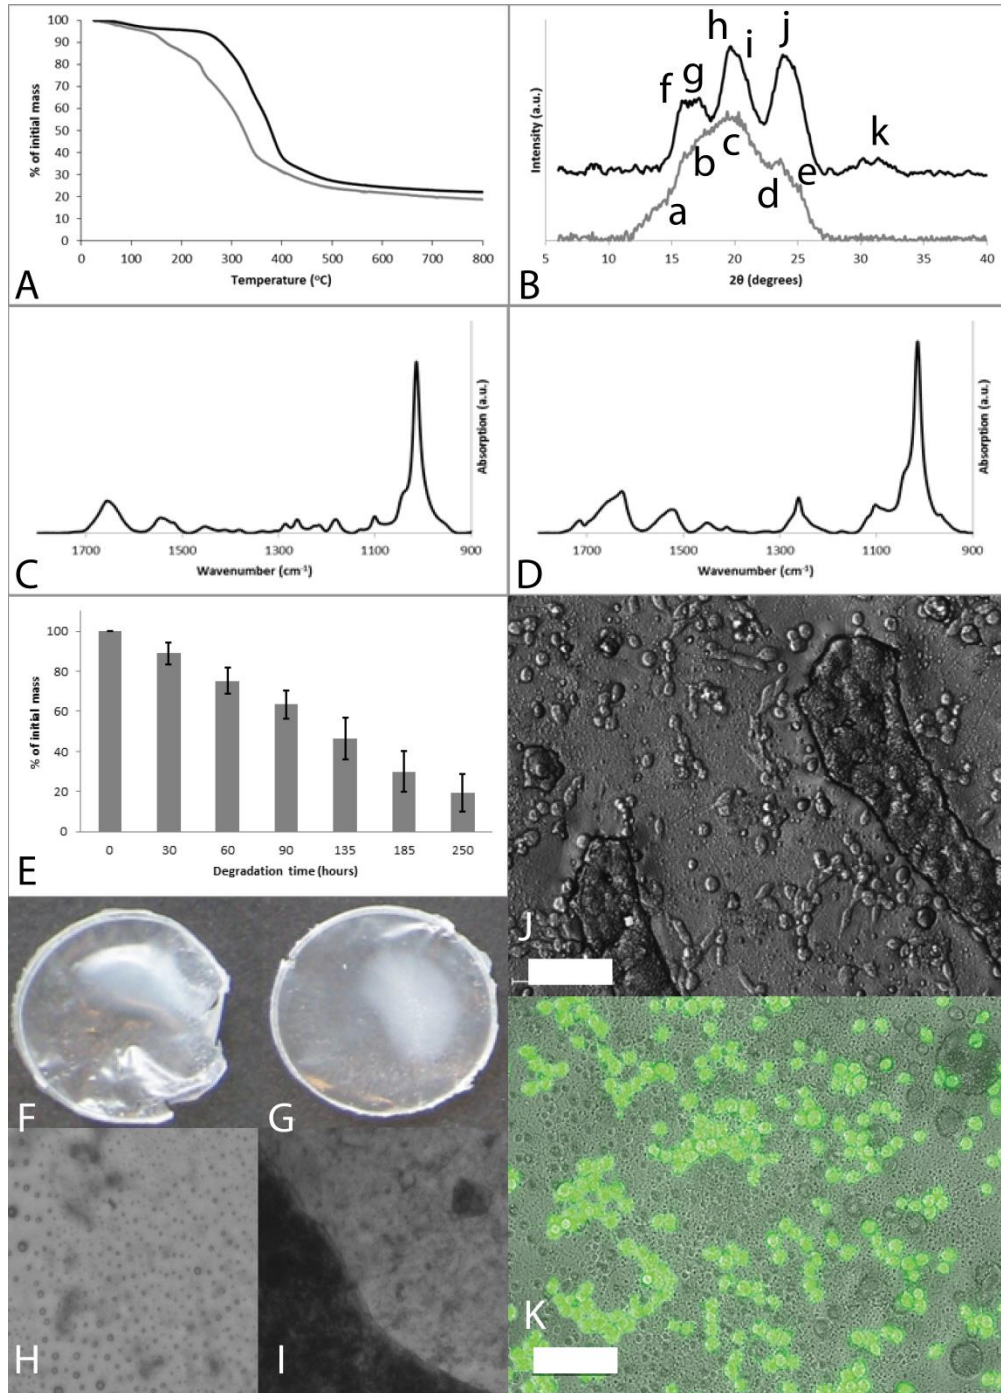 % of initial mass
100
90
80
70
60
50
40
30
20
10
0
0 100 200 300 400 500 600 700 800
Temperature (°C)
A
Intensity (a.u.)
h
i
j
f
g
k
b
c
e
d
a
5 10 15 20 25 30 35 40
2θ (degrees)
B
Absorption (a.u.)
1700 1500 1300 1100 900
Wavenumber (cm⁻¹)
C
Absorption (a.u.)
1700 1500 1300 1100 900
Wavenumber (cm⁻¹)
D
% of initial mass
100
80
60
40
20
0
0 30 60 90 135 185 250
Degradation time (hours)
E
J
F
G
H
I
K